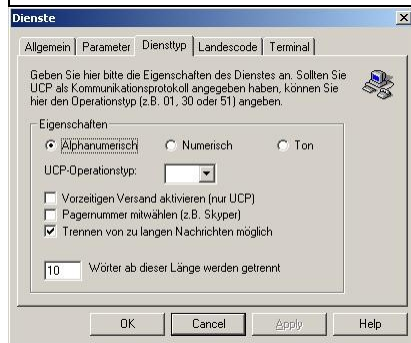 Dienste
Allgemein Parameter Diensttyp Landescode Terminal
Geben Sie hier bitte die Eigenschaften des Dienstes an. Sollten Sie
UCP als Kommunikationsprotokoll angegeben haben, können Sie
hier den Operationstyp (z.B. 01, 30 oder 51) angeben.
Eigenschaften
Alphanumerisch Numerisch Ton
UCP-Operationstyp:
Vorzeitigen Versand aktivieren (nur UCP)
Pagernummer mitwählen (z.B. Skyper)
Trennen von zu langen Nachrichten möglich
10 Wörter ab dieser Länge werden getrennt
OK Cancel Apply Help